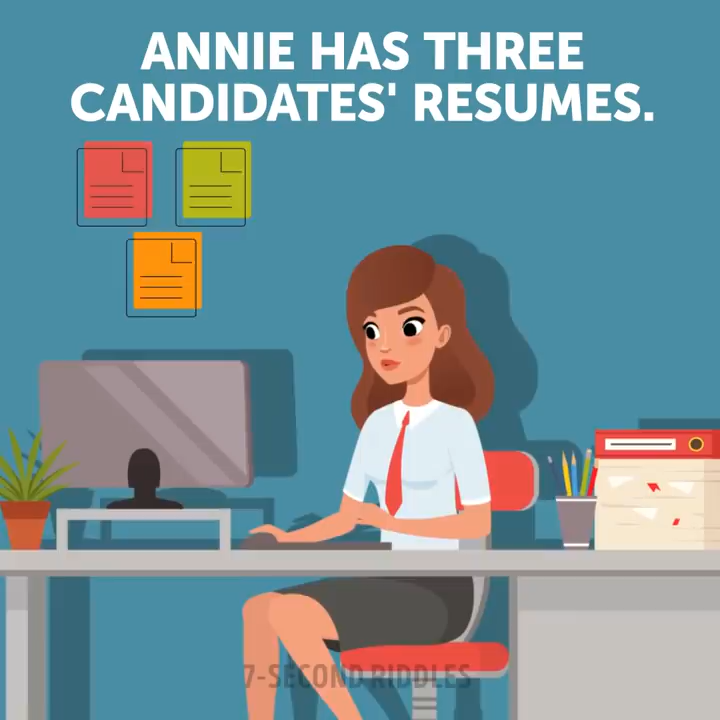 ANNIE HAS THREE
CANDIDATES' RESUMES.
7-SECOND RIDDLES